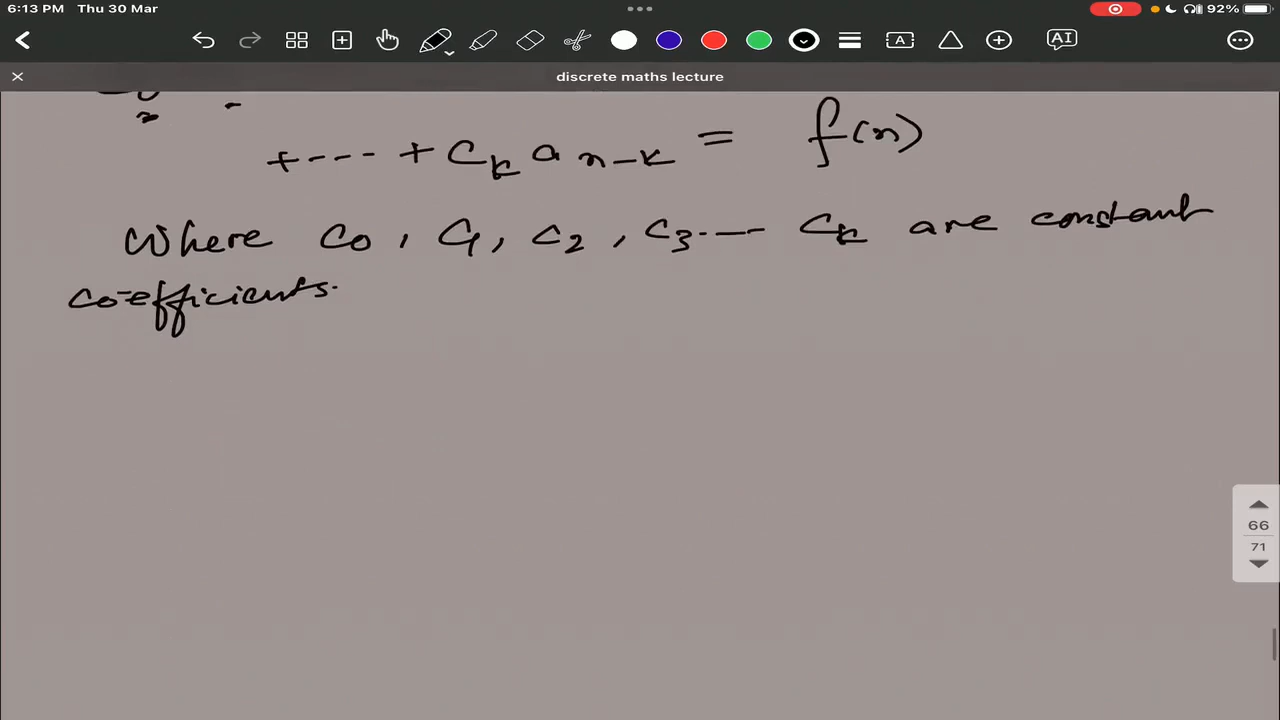 6:13 PM Thu 30 Mar
92%
AI
discrete maths lecture
+---- + Ck an-k = f(n)
Where C0, C1, C2, C3---- Ck are constant
co-efficients.
66
71